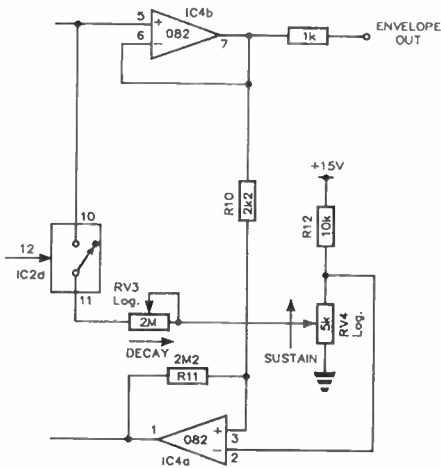 IC4b
5
+
082
6
−
7
1k
ENVELOPE
OUT
+15V
R10
2k2
R12
10k
10
12
IC2d
11
RV3
Log.
2M
DECAY
SUSTAIN
5k
RV4
Log.
2M2
R11
1
082
+
3
−
2
IC4a